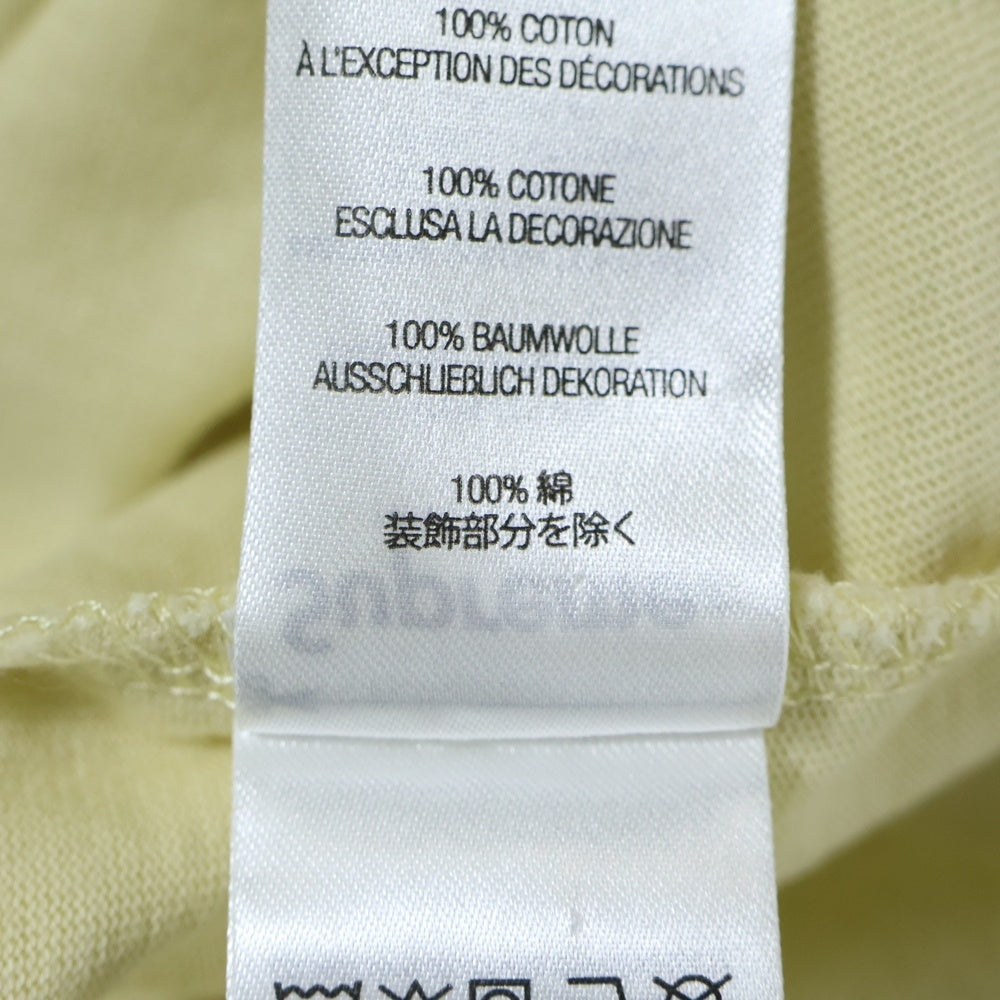 100% COTON
À L'EXCEPTION DES DÉCORATIONS
100% COTONE
ESCLUSA LA DECORAZIONE
100% BAUMWOLLE
AUSSCHLIEßLICH DEKORATION
100% 綿
装飾部分を除く